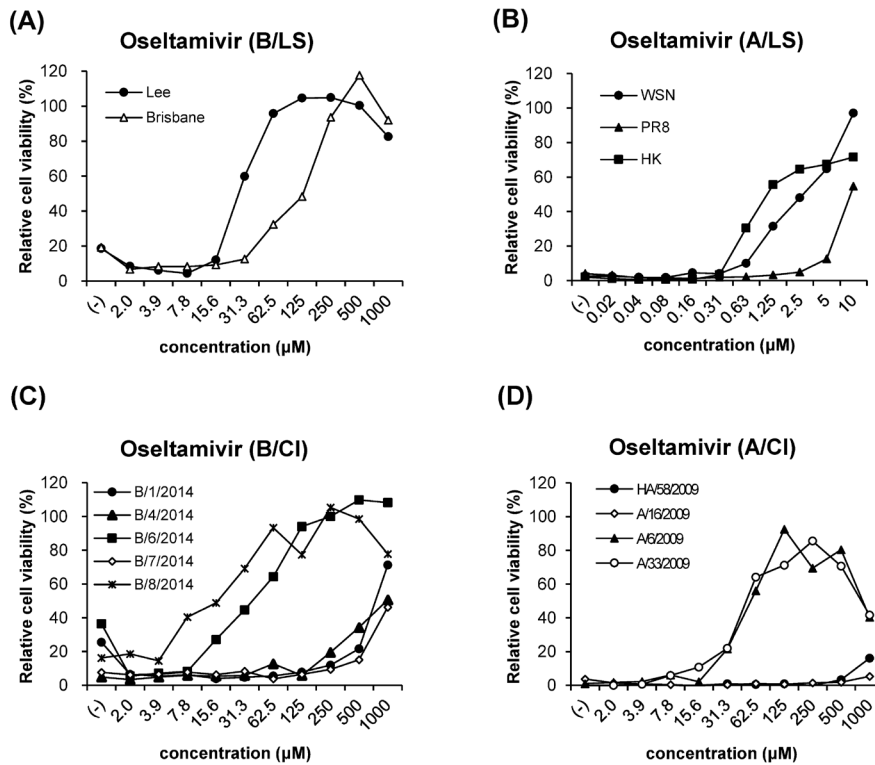 (A)
Oseltamivir (B/LS)
Relative cell viability (%)
120
100
80
60
40
20
0
Lee
Brisbane
(-) 2.0 3.9 7.8 15.6 31.3 62.5 125 250 500 1000
concentration (μM)
(B)
Oseltamivir (A/LS)
Relative cell viability (%)
120
100
80
60
40
20
0
WSN
PR8
HK
(-) 0.02 0.04 0.08 0.16 0.31 0.63 1.25 2.5 5 10
concentration (μM)
(C)
Oseltamivir (B/CI)
Relative cell viability (%)
120
100
80
60
40
20
0
B/1/2014
B/4/2014
B/6/2014
B/7/2014
B/8/2014
(-) 2.0 3.9 7.8 15.6 31.3 62.5 125 250 500 1000
concentration (μM)
(D)
Oseltamivir (A/CI)
Relative cell viability (%)
120
100
80
60
40
20
0
HA/58/2009
A/16/2009
A/6/2009
A/33/2009
(-) 2.0 3.9 7.8 15.6 31.3 62.5 125 250 500 1000
concentration (μM)